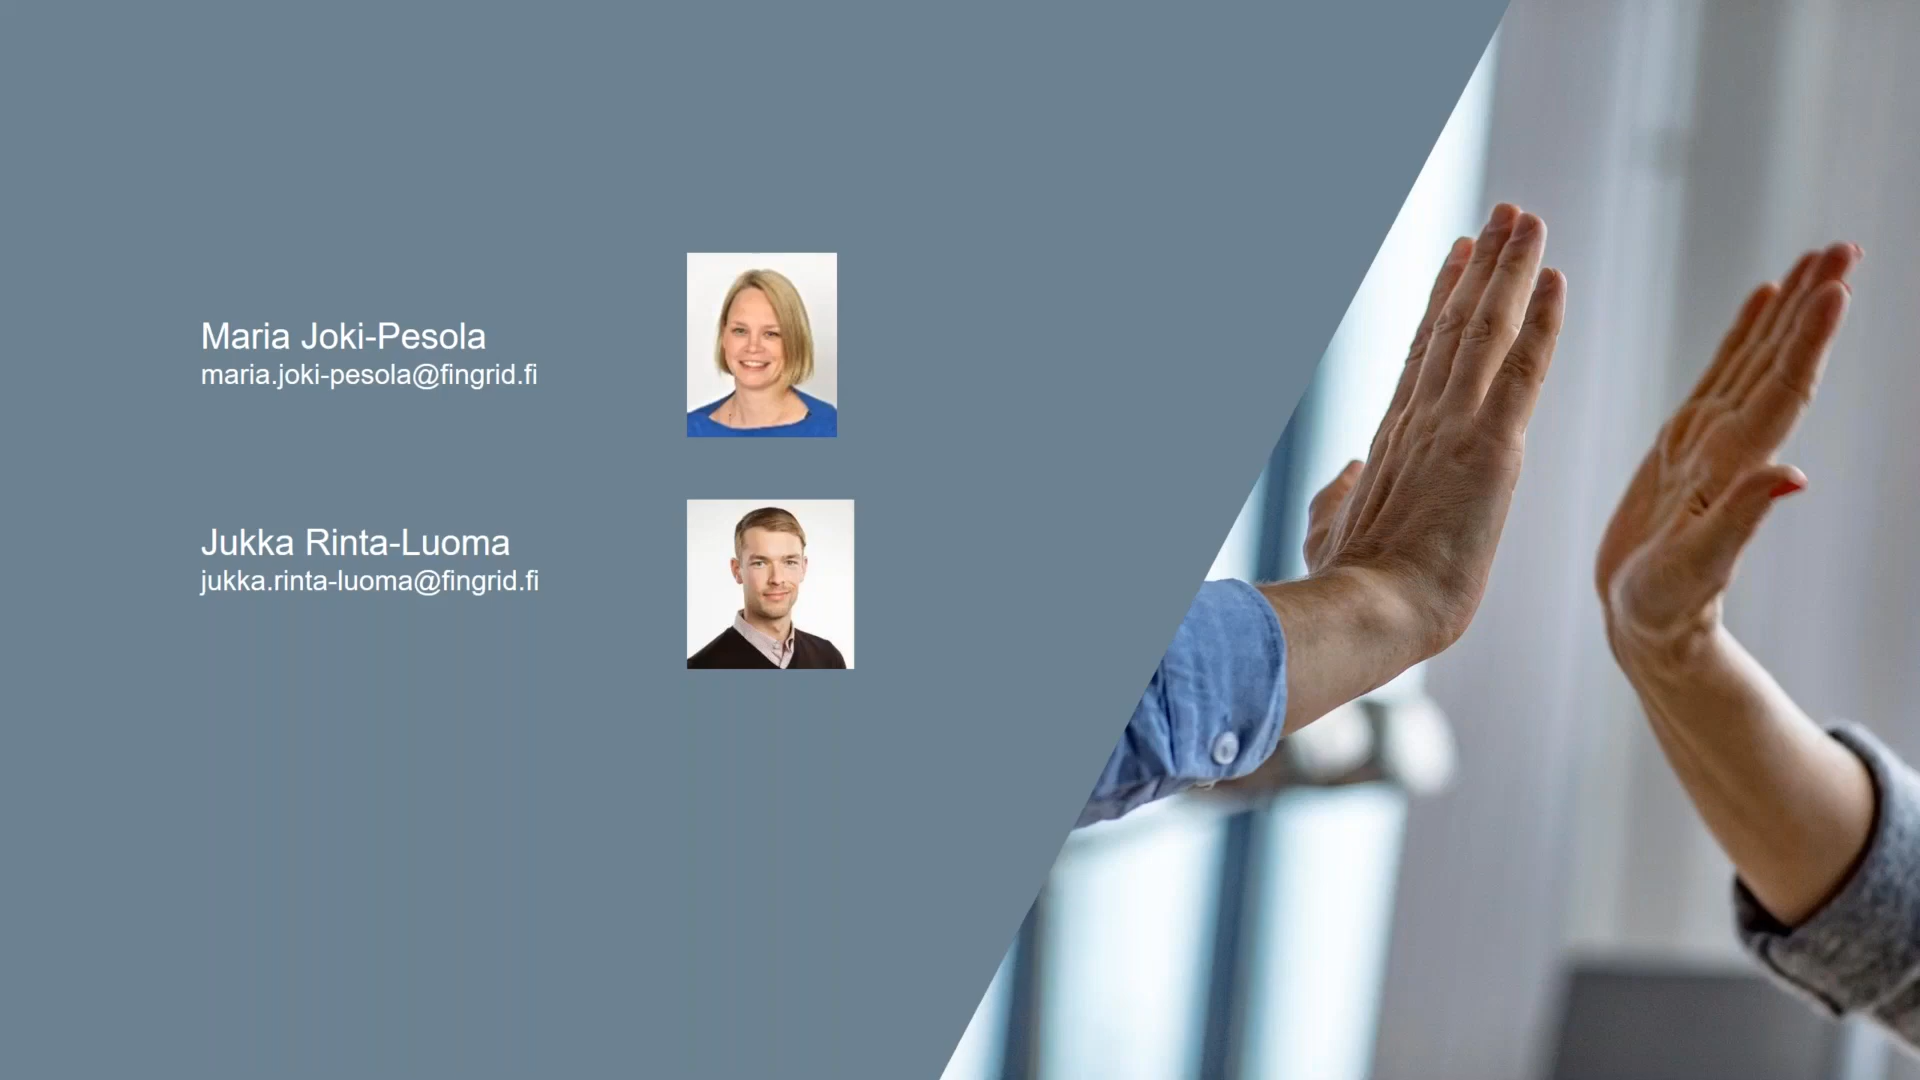 Maria Joki-Pesola
maria.joki-pesola@fingrid.fi
Jukka Rinta-Luoma
jukka.rinta-luoma@fingrid.fi